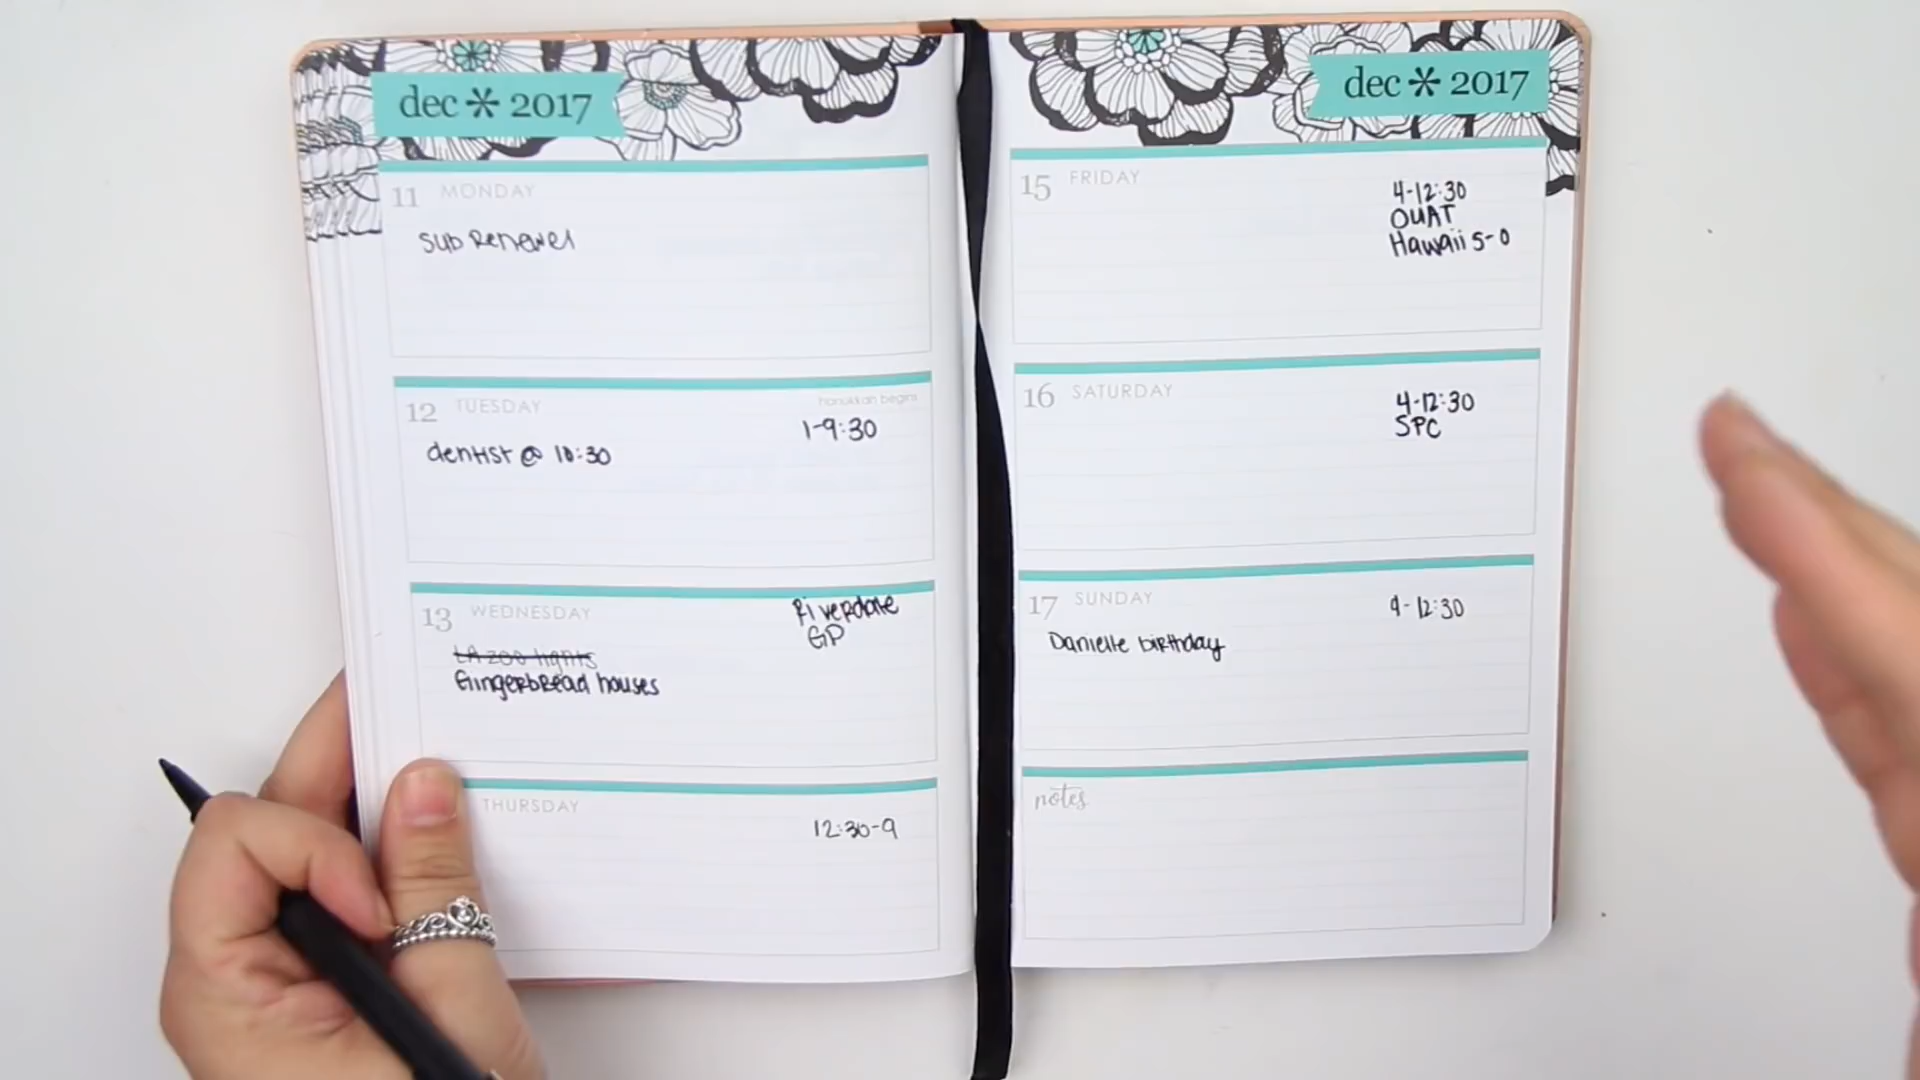 dec * 2017
11 MONDAY
Sub Renewel
12 TUESDAY
hanukkah begins
1-9:30
dentist @ 10:30
13 WEDNESDAY
Riverdale
GP
LA zoo lights
Gingerbread houses
THURSDAY
12:30-9
dec * 2017
15 FRIDAY
4-12:30
OUAT
Hawaii 5-0
16 SATURDAY
4-12:30
SPC
17 SUNDAY
4-12:30
Danielle birthday
notes